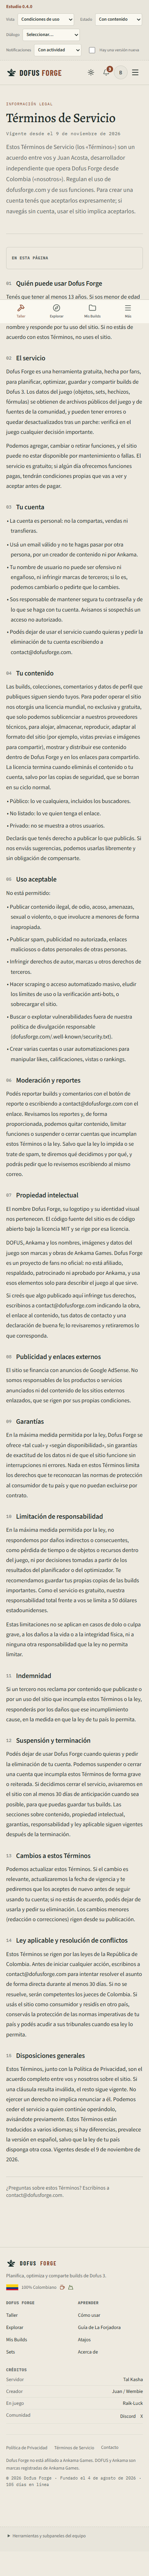 Estudio 0.4.0
Vista Condiciones de uso Estado Con contenido
Diálogo Seleccionar...
Notificaciones Con actividad Hay una versión nueva
DOFUS FORGE
INFORMACIÓN LEGAL
Términos de Servicio
Vigente desde el 9 de noviembre de 2026
Estos Términos de Servicio (los «Términos») son un
acuerdo entre vos y Juan Acosta, desarrollador
independiente que opera Dofus Forge desde
Colombia («nosotros»). Regulan el uso de
dofusforge.com y de sus funciones. Para crear una
cuenta tenés que aceptarlos expresamente; si
navegás sin cuenta, usar el sitio implica aceptarlos.
EN ESTA PÁGINA
01 Quién puede usar Dofus Forge
Tenés que tener al menos 13 años. Si sos menor de edad
Taller Explorar Mis Builds Más
nombre y respondió por tu uso del sitio. Si no estás de
acuerdo con estos Términos, no uses el sitio.
02 El servicio
Dofus Forge es una herramienta gratuita, hecha por fans,
para planificar, optimizar, guardar y compartir builds de
Dofus 3. Los datos del juego (objetos, sets, hechizos,
fórmulas) se obtienen de archivos públicos del juego y de
fuentes de la comunidad, y pueden tener errores o
quedar desactualizados tras un parche: verificá en el
juego cualquier decisión importante.
Podemos agregar, cambiar o retirar funciones, y el sitio
puede no estar disponible por mantenimiento o fallas. El
servicio es gratuito; si algún día ofrecemos funciones
pagas, tendrán condiciones propias que vas a ver y
aceptar antes de pagar.
03 Tu cuenta
• La cuenta es personal: no la compartas, vendas ni
transfieras.
• Usá un email válido y no te hagas pasar por otra
persona, por un creador de contenido ni por Ankama.
• Tu nombre de usuario no puede ser ofensivo ni
engañoso, ni infringir marcas de terceros; si lo es,
podemos cambiarlo o pedirte que lo cambies.
• Sos responsable de mantener segura tu contraseña y de
lo que se haga con tu cuenta. Avisanos si sospechás un
acceso no autorizado.
• Podés dejar de usar el servicio cuando quieras y pedir la
eliminación de tu cuenta escribiendo a
contact@dofusforge.com.
04 Tu contenido
Las builds, colecciones, comentarios y datos de perfil que
publiques siguen siendo tuyos. Para poder operar el sitio
nos otorgás una licencia mundial, no exclusiva y gratuita,
que solo podemos sublicenciar a nuestros proveedores
técnicos, para alojar, almacenar, reproducir, adaptar al
formato del sitio (por ejemplo, vistas previas o imágenes
para compartir), mostrar y distribuir ese contenido
dentro de Dofus Forge y en los enlaces para compartirlo.
La licencia termina cuando eliminás el contenido o tu
cuenta, salvo por las copias de seguridad, que se borran
en su ciclo normal.
• Público: lo ve cualquiera, incluidos los buscadores.
• No listado: lo ve quien tenga el enlace.
• Privado: no se muestra a otros usuarios.
Declarás que tenés derecho a publicar lo que publicás. Si
nos enviás sugerencias, podemos usarlas libremente y
sin obligación de compensarte.
05 Uso aceptable
No está permitido:
• Publicar contenido ilegal, de odio, acoso, amenazas,
sexual o violento, o que involucre a menores de forma
inapropiada.
• Publicar spam, publicidad no autorizada, enlaces
maliciosos o datos personales de otras personas.
• Infringir derechos de autor, marcas u otros derechos de
terceros.
• Hacer scraping o acceso automatizado masivo, eludir
los límites de uso o la verificación anti-bots, o
sobrecargar el sitio.
• Buscar o explotar vulnerabilidades fuera de nuestra
política de divulgación responsable
(dofusforge.com/.well-known/security.txt).
• Crear varias cuentas o usar automatizaciones para
manipular likes, calificaciones, vistas o rankings.
06 Moderación y reportes
Podés reportar builds y comentarios con el botón de
reporte o escribiendo a contact@dofusforge.com con el
enlace. Revisamos los reportes y, de forma
proporcionada, podemos quitar contenido, limitar
funciones y suspender o cerrar cuentas que incumplan
estos Términos o la ley. Salvo que la ley lo impida o se
trate de spam, te diremos qué decidimos y por qué, y
podés pedir que lo revisemos escribiendo al mismo
correo.
07 Propiedad intelectual
El nombre Dofus Forge, su logotipo y su identidad visual
nos pertenecen. El código fuente del sitio es de código
abierto bajo la licencia MIT y se rige por esa licencia.
DOFUS, Ankama y los nombres, imágenes y datos del
juego son marcas y obras de Ankama Games. Dofus Forge
es un proyecto de fans no oficial: no está afiliado,
respaldado, patrocinado ni aprobado por Ankama, y usa
esos elementos solo para describir el juego al que sirve.
Si creés que algo publicado aquí infringe tus derechos,
escribinos a contact@dofusforge.com indicando la obra,
el enlace al contenido, tus datos de contacto y una
declaración de buena fe; lo revisaremos y retiraremos lo
que corresponda.
08 Publicidad y enlaces externos
El sitio se financia con anuncios de Google AdSense. No
somos responsables de los productos o servicios
anunciados ni del contenido de los sitios externos
enlazados, que se rigen por sus propias condiciones.
09 Garantías
En la máxima medida permitida por la ley, Dofus Forge se
ofrece «tal cual» y «según disponibilidad», sin garantías
de exactitud de los datos ni de que el sitio funcione sin
interrupciones ni errores. Nada en estos Términos limita
los derechos que te reconozcan las normas de protección
al consumidor de tu país y que no puedan excluirse por
contrato.
10 Limitación de responsabilidad
En la máxima medida permitida por la ley, no
respondemos por daños indirectos o consecuentes,
como pérdida de tiempo o de objetos o recursos dentro
del juego, ni por decisiones tomadas a partir de los
resultados del planificador o del optimizador. Te
recomendamos guardar tus propias copias de las builds
importantes. Como el servicio es gratuito, nuestra
responsabilidad total frente a vos se limita a 50 dólares
estadounidenses.
Estas limitaciones no se aplican en casos de dolo o culpa
grave, a los daños a la vida o a la integridad física, ni a
ninguna otra responsabilidad que la ley no permita
limitar.
11 Indemnidad
Si un tercero nos reclama por contenido que publicaste o
por un uso del sitio que incumpla estos Términos o la ley,
responderás por los daños que ese incumplimiento
cause, en la medida en que la ley de tu país lo permita.
12 Suspensión y terminación
Podés dejar de usar Dofus Forge cuando quieras y pedir
la eliminación de tu cuenta. Podemos suspender o cerrar
una cuenta que incumpla estos Términos de forma grave
o reiterada. Si decidimos cerrar el servicio, avisaremos en
el sitio con al menos 30 días de anticipación cuando sea
posible, para que puedas guardar tus builds. Las
secciones sobre contenido, propiedad intelectual,
garantías, responsabilidad y ley aplicable siguen vigentes
después de la terminación.
13 Cambios a estos Términos
Podemos actualizar estos Términos. Si el cambio es
relevante, actualizaremos la fecha de vigencia y te
pediremos que los aceptes de nuevo antes de seguir
usando tu cuenta; si no estás de acuerdo, podés dejar de
usarla y pedir su eliminación. Los cambios menores
(redacción o correcciones) rigen desde su publicación.
14 Ley aplicable y resolución de conflictos
Estos Términos se rigen por las leyes de la República de
Colombia. Antes de iniciar cualquier acción, escribinos a
contact@dofusforge.com para intentar resolver el asunto
de forma directa durante al menos 30 días. Si no se
resuelve, serán competentes los jueces de Colombia. Si
usás el sitio como consumidor y residís en otro país,
conservás la protección de las normas imperativas de tu
país y podés acudir a sus tribunales cuando esa ley lo
permita.
15 Disposiciones generales
Estos Términos, junto con la Política de Privacidad, son el
acuerdo completo entre vos y nosotros sobre el sitio. Si
una cláusula resulta inválida, el resto sigue vigente. No
ejercer un derecho no implica renunciar a él. Podemos
ceder el servicio a quien continúe operándolo,
avisándote previamente. Estos Términos están
traducidos a varios idiomas; si hay diferencias, prevalece
la versión en español, salvo que la ley de tu país
disponga otra cosa. Vigentes desde el 9 de noviembre de
2026.
¿Preguntas sobre estos Términos? Escribinos a
contact@dofusforge.com.
DOFUS FORGE
Planifica, optimiza y comparte builds de Dofus 3.
100% Colombiano
DOFUS FORGE APRENDER
Taller Cómo usar
Explorar Guía de La Forjadora
Mis Builds Atajos
Sets Acerca de
CRÉDITOS
Servidor Tal Kasha
Creador Juan / Wembie
En juego Raik-Luck
Comunidad Discord X
Política de Privacidad Términos de Servicio Contacto
Dofus Forge no está afiliado a Ankama Games. DOFUS y Ankama son
marcas registradas de Ankama Games.
© 2026 Dofus Forge · Fundado el 4 de agosto de 2026 ·
100 días en línea
► Herramientas y subpaneles del equipo